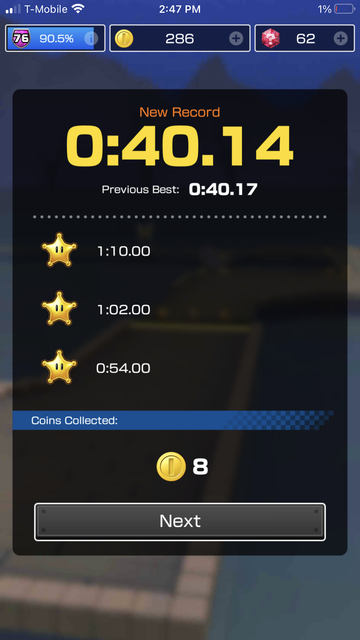 T-Mobile 2:47 PM 1%
76 90.5% 286 62
New Record
0:40.14
Previous Best: 0:40.17
1:10.00
1:02.00
0:54.00
Coins Collected:
8
Next